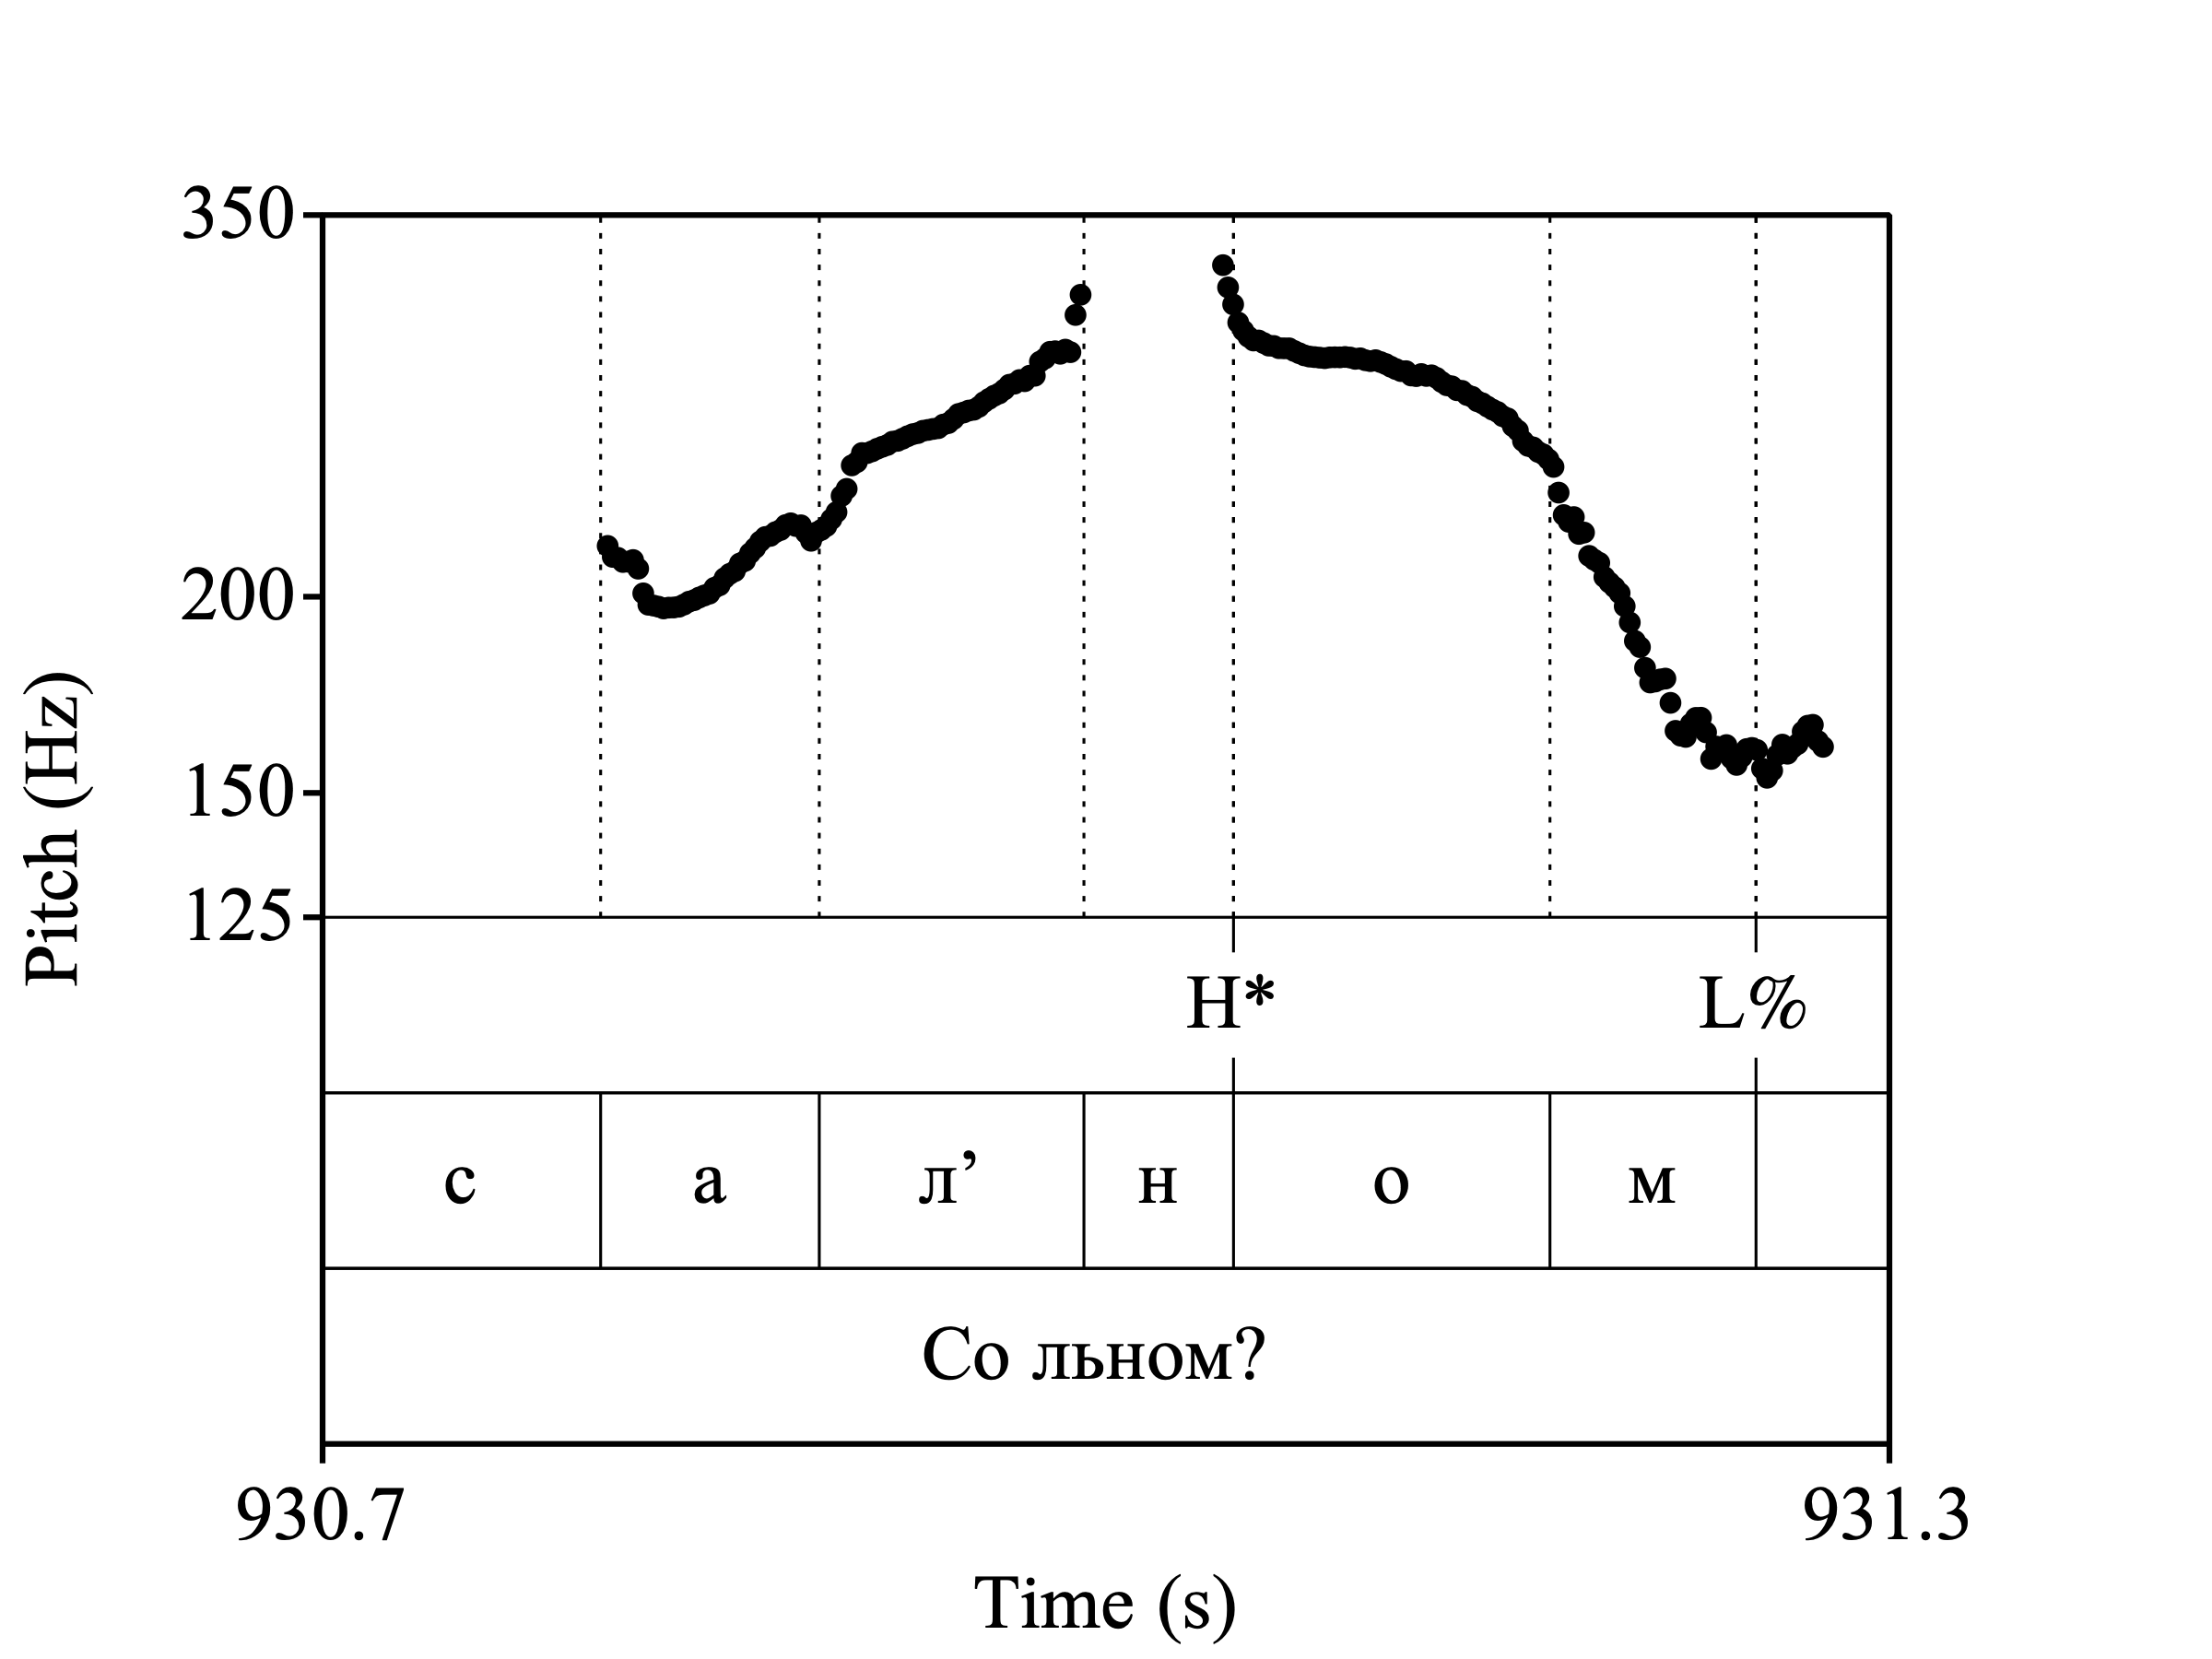 350
200
150
125
Pitch (Hz)
H* L%
с а л’ н о м
Со льном?
930.7 931.3
Time (s)